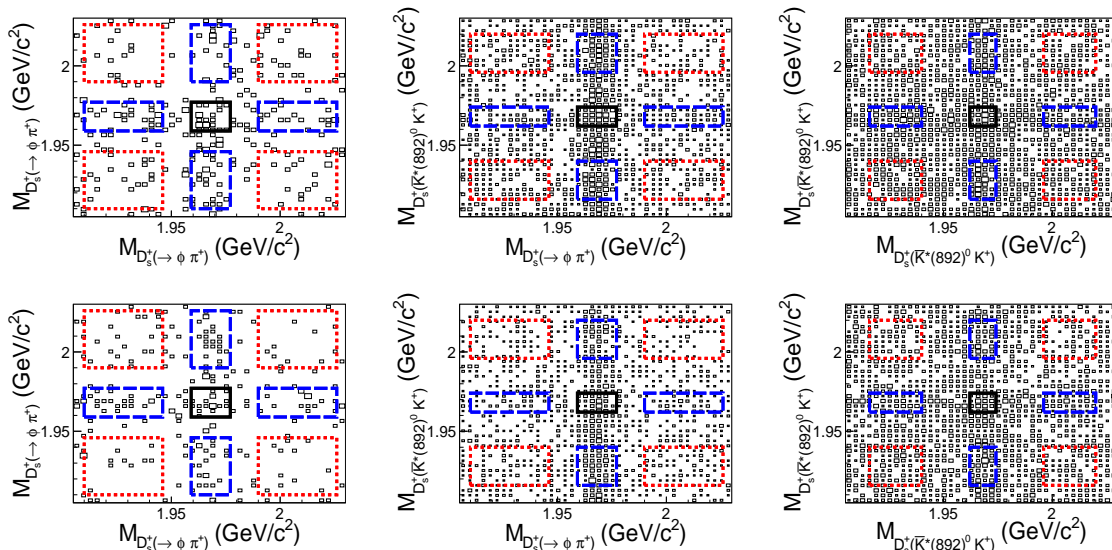 M_{D_s^+(→ ϕ π^+)} (GeV/c²)
2
1.95
1.95 2
M_{D_s^+(→ ϕ π^+)} (GeV/c²)
M_{D_s^+(K̅*(892)^0 K^+)} (GeV/c²)
2
1.95
1.95 2
M_{D_s^+(→ ϕ π^+)} (GeV/c²)
M_{D_s^+(K̅*(892)^0 K^+)} (GeV/c²)
2
1.95
1.95 2
M_{D_s^+(K̅*(892)^0 K^+)} (GeV/c²)
M_{D_s^+(→ ϕ π^+)} (GeV/c²)
2
1.95
1.95 2
M_{D_s^+(→ ϕ π^+)} (GeV/c²)
M_{D_s^+(K̅*(892)^0 K^+)} (GeV/c²)
2
1.95
1.95 2
M_{D_s^+(→ ϕ π^+)} (GeV/c²)
M_{D_s^+(K̅*(892)^0 K^+)} (GeV/c²)
2
1.95
1.95 2
M_{D_s^+(K̅*(892)^0 K^+)} (GeV/c²)